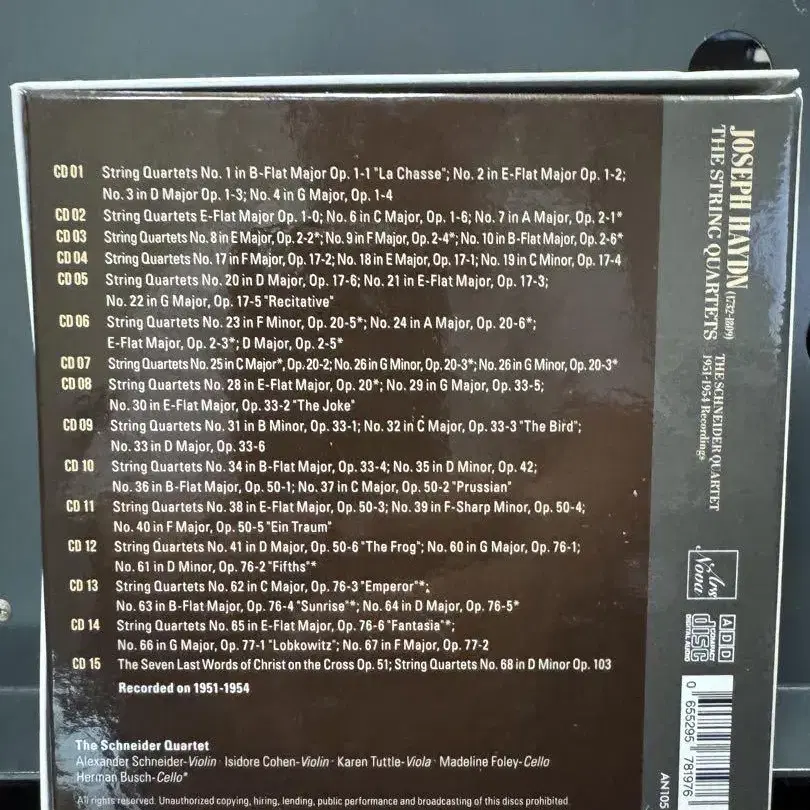 CD 01 String Quartets No. 1 in B-Flat Major Op. 1-1 "La Chasse"; No. 2 in E-Flat Major Op. 1-2;
No. 3 in D Major Op. 1-3; No. 4 in G Major, Op. 1-4
CD 02 String Quartets E-Flat Major Op. 1-0; No. 6 in C Major, Op. 1-6; No. 7 in A Major, Op. 2-1*
CD 03 String Quartets No. 8 in E Major, Op. 2-2*; No. 9 in F Major, Op. 2-4*; No. 10 in B-Flat Major, Op. 2-6*
CD 04 String Quartets No. 17 in F Major, Op. 17-2; No. 18 in E Major, Op. 17-1; No. 19 in C Minor, Op. 17-4
CD 05 String Quartets No. 20 in D Major, Op. 17-6; No. 21 in E-Flat Major, Op. 17-3;
No. 22 in G Major, Op. 17-5 "Recitative"
CD 06 String Quartets No. 23 in F Minor, Op. 20-5*; No. 24 in A Major, Op. 20-6*;
E-Flat Major, Op. 2-3*; D Major, Op. 2-5*
CD 07 String Quartets No. 25 in C Major*, Op. 20-2; No. 26 in G Minor, Op. 20-3*; No. 26 in G Minor, Op. 20-3*
CD 08 String Quartets No. 28 in E-Flat Major, Op. 20*; No. 29 in G Major, Op. 33-5;
No. 30 in E-Flat Major, Op. 33-2 "The Joke"
CD 09 String Quartets No. 31 in B Minor, Op. 33-1; No. 32 in C Major, Op. 33-3 "The Bird";
No. 33 in D Major, Op. 33-6
CD 10 String Quartets No. 34 in B-Flat Major, Op. 33-4; No. 35 in D Minor, Op. 42;
No. 36 in B-Flat Major, Op. 50-1; No. 37 in C Major, Op. 50-2 "Prussian"
CD 11 String Quartets No. 38 in E-Flat Major, Op. 50-3; No. 39 in F-Sharp Minor, Op. 50-4;
No. 40 in F Major, Op. 50-5 "Ein Traum"
CD 12 String Quartets No. 41 in D Major, Op. 50-6 "The Frog"; No. 60 in G Major, Op. 76-1;
No. 61 in D Minor, Op. 76-2 "Fifths"*
CD 13 String Quartets No. 62 in C Major, Op. 76-3 "Emperor"*;
No. 63 in B-Flat Major, Op. 76-4 "Sunrise"*; No. 64 in D Major, Op. 76-5*
CD 14 String Quartets No. 65 in E-Flat Major, Op. 76-6 "Fantasia"*;
No. 66 in G Major, Op. 77-1 "Lobkowitz"; No. 67 in F Major, Op. 77-2
CD 15 The Seven Last Words of Christ on the Cross Op. 51; String Quartets No. 68 in D Minor Op. 103
Recorded on 1951-1954
The Schneider Quartet
Alexander Schneider-Violin · Isidore Cohen-Violin · Karen Tuttle-Viola · Madeline Foley-Cello
Herman Busch-Cello*
All rights reserved. Unauthorized copying, hiring, lending, public performance and broadcasting of this discs prohibited
JOSEPH HAYDN (1732-1809)
THE STRING QUARTETS
THE SCHNEIDER QUARTET
1951-1954 Recordings
Ars
Nova
ADD
COMPACT
disc
DIGITAL AUDIO
0 655295 781976
AN105